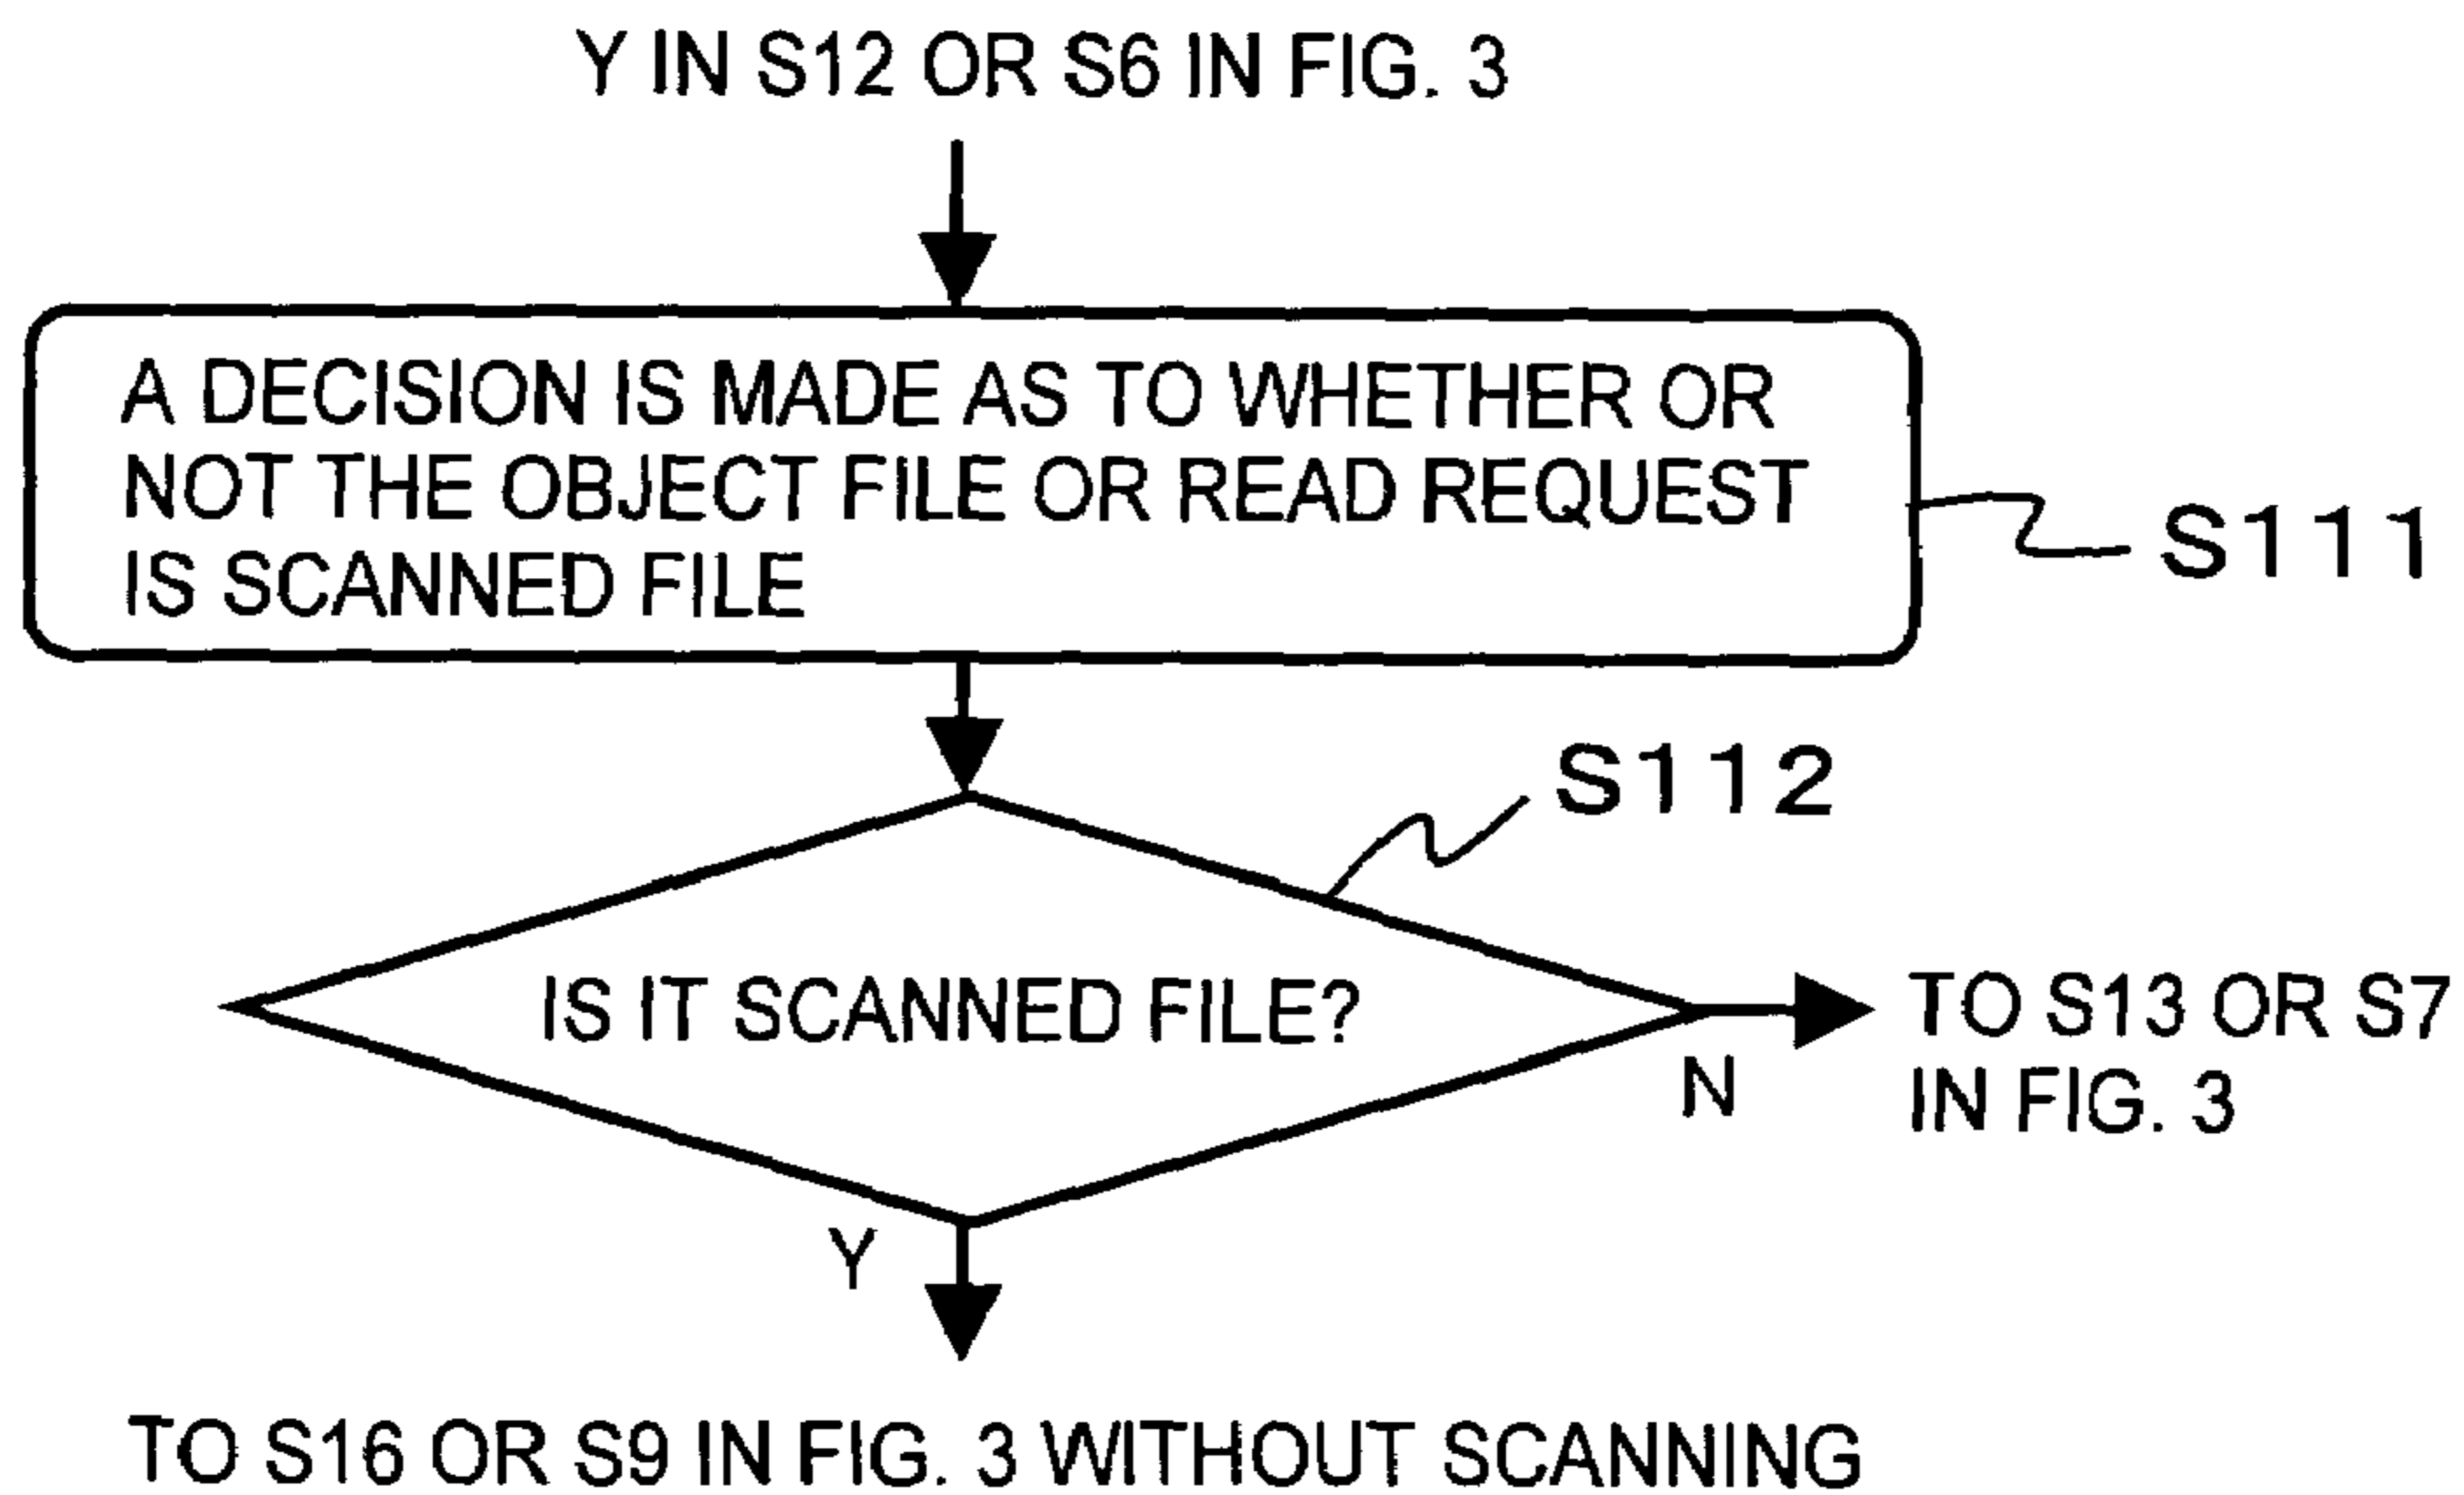 Y IN S12 OR S6 IN FIG. 3
A DECISION IS MADE AS TO WHETHER OR
NOT THE OBJECT FILE OR READ REQUEST
IS SCANNED FILE
S111
S112
IS IT SCANNED FILE?
TO S13 OR S7
IN FIG. 3
N
Y
TO S16 OR S9 IN FIG. 3 WITHOUT SCANNING